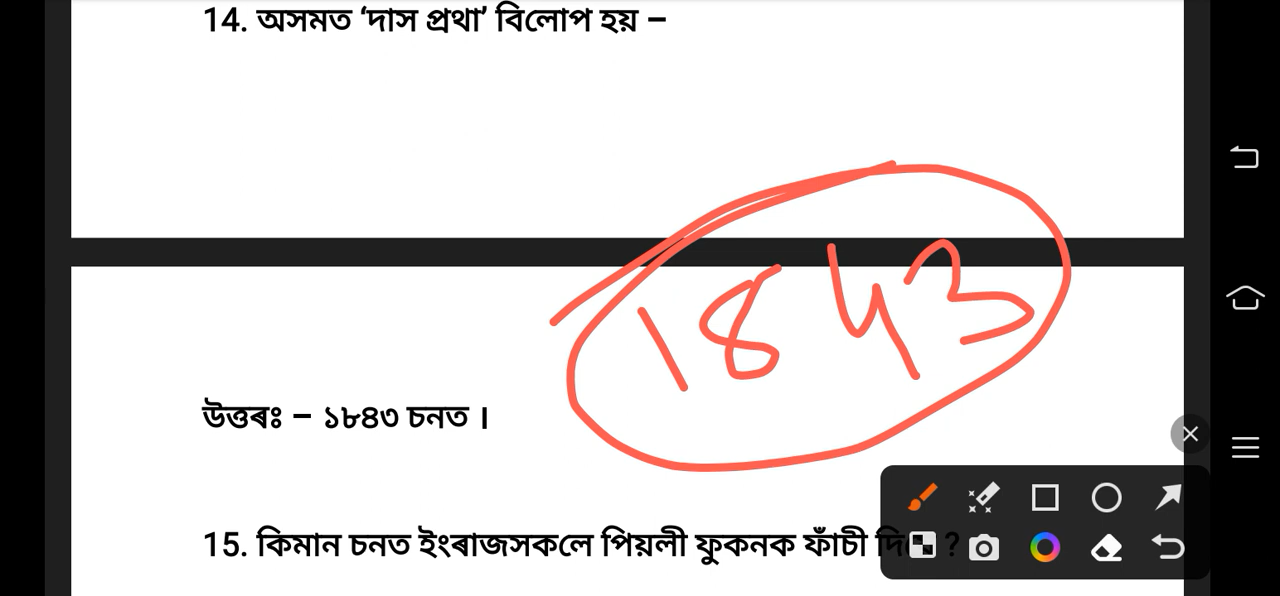 14. অসমত ‘দাস প্ৰথা’ বিলোপ হয় –
1843
উত্তৰঃ – ১৮৪৩ চনত ।
15. কিমান চনত ইংৰাজসকলে পিয়লী ফুকনক ফাঁচী ?